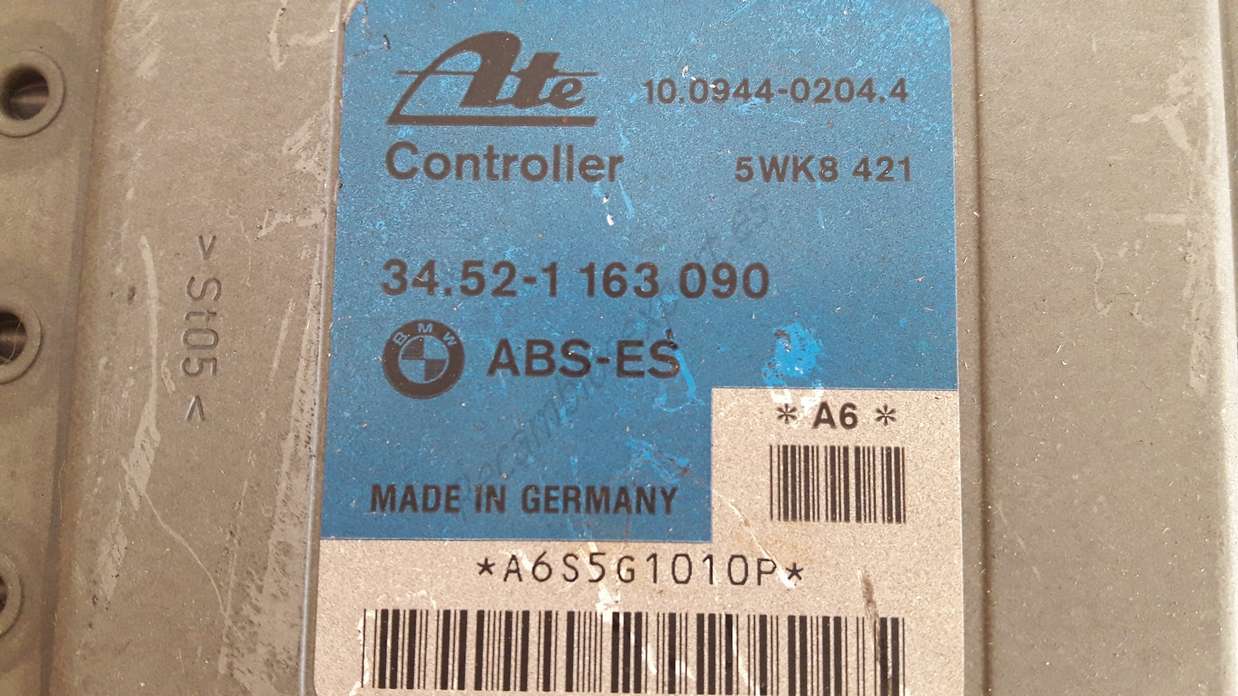 Ate 10.0944-0204.4
Controller 5WK8 421
34.52-1 163 090
BMW ABS-ES
* A6 *
MADE IN GERMANY
*A6S5G1010P*
>St05<